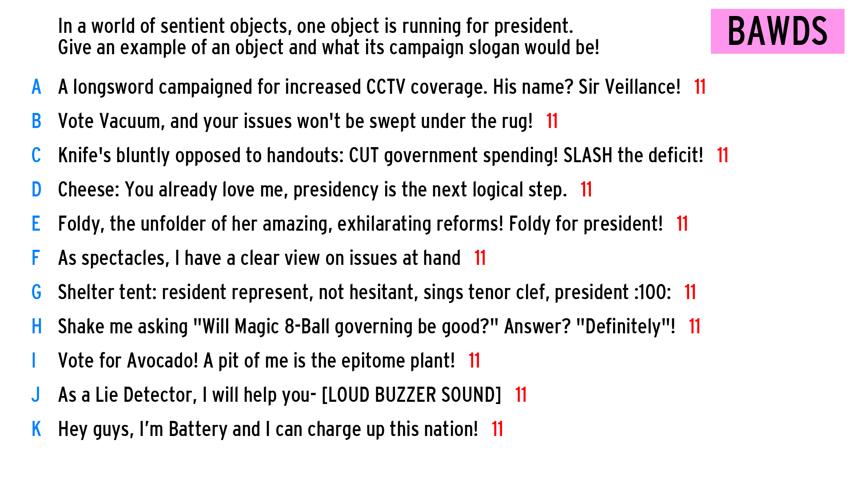 In a world of sentient objects, one object is running for president.
Give an example of an object and what its campaign slogan would be!
BAWDS
A A longsword campaigned for increased CCTV coverage. His name? Sir Veillance! 11
B Vote Vacuum, and your issues won't be swept under the rug! 11
C Knife's bluntly opposed to handouts: CUT government spending! SLASH the deficit! 11
D Cheese: You already love me, presidency is the next logical step. 11
E Foldy, the unfolder of her amazing, exhilarating reforms! Foldy for president! 11
F As spectacles, I have a clear view on issues at hand 11
G Shelter tent: resident represent, not hesitant, sings tenor clef, president :100: 11
H Shake me asking "Will Magic 8-Ball governing be good?" Answer? "Definitely"! 11
I Vote for Avocado! A pit of me is the epitome plant! 11
J As a Lie Detector, I will help you- [LOUD BUZZER SOUND] 11
K Hey guys, I’m Battery and I can charge up this nation! 11